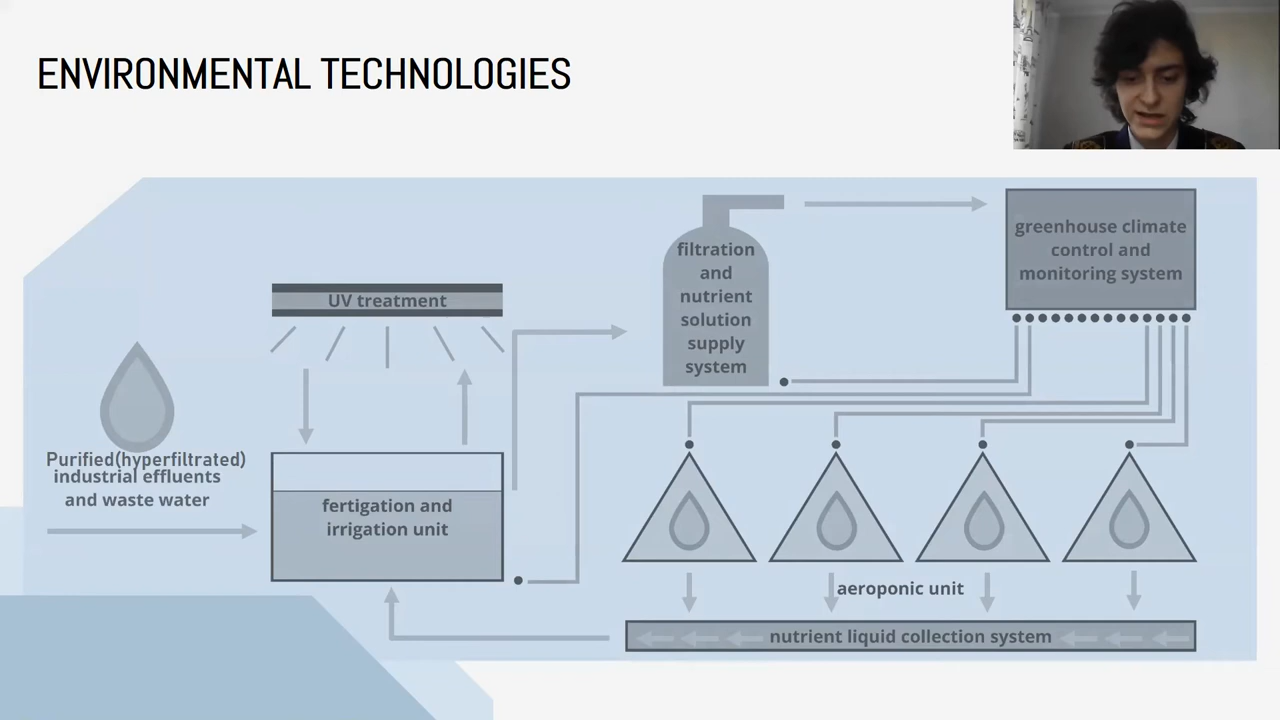 ENVIRONMENTAL TECHNOLOGIES
UV treatment
Purified(hyperfiltrated)
industrial effluents
and waste water
fertigation and
irrigation unit
filtration
and
nutrient
solution
supply
system
greenhouse climate
control and
monitoring system
aeroponic unit
nutrient liquid collection system